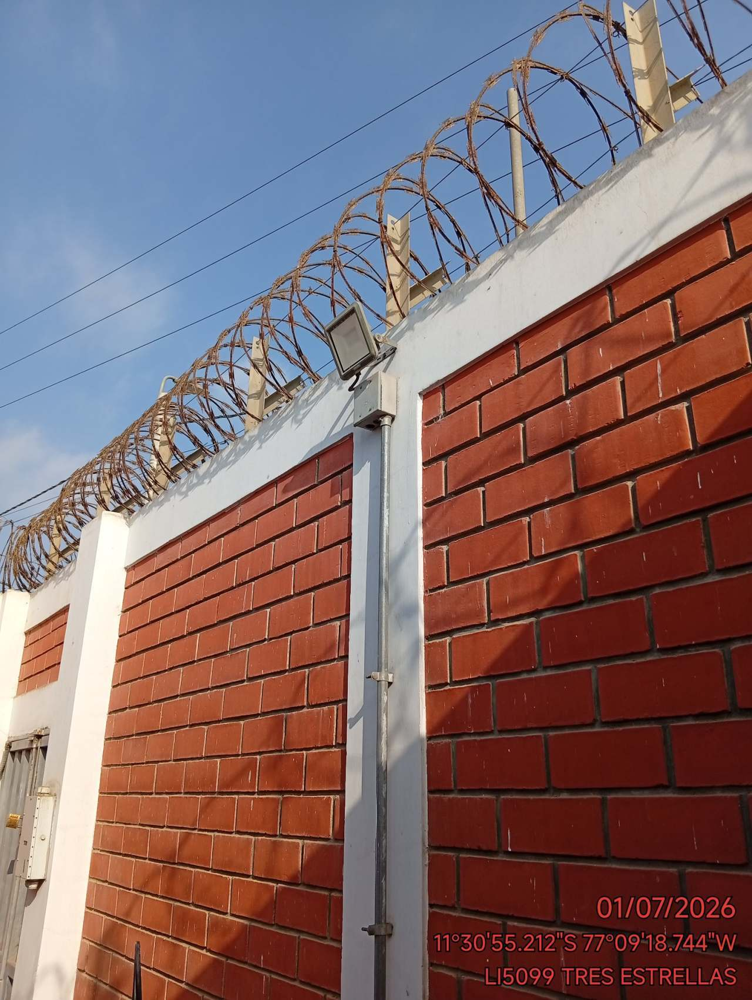 01/07/2026
11°30'55.212"S 77°09'18.744"W
LI5099 TRES ESTRELLAS